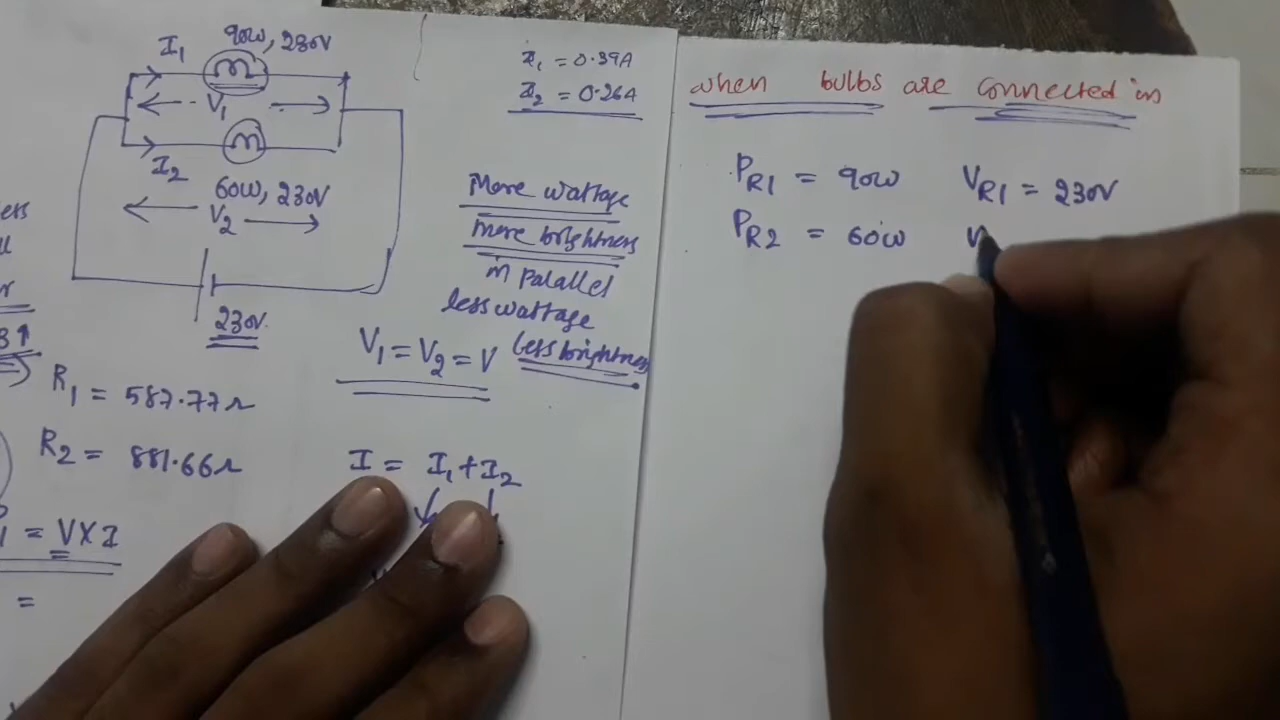 I1
90W, 230V
V1
I2
60W, 230V
V2
230V.
I1 = 0.39A
I2 = 0.26A
More wattage
more brightness
in parallel
less wattage
less brightness
V1 = V2 = V
R1 = 587.77Ω
R2 = 881.66Ω
I = I1 + I2
= V X I
=
when bulbs are connected in
PR1 = 90W VR1 = 230V
PR2 = 60W V